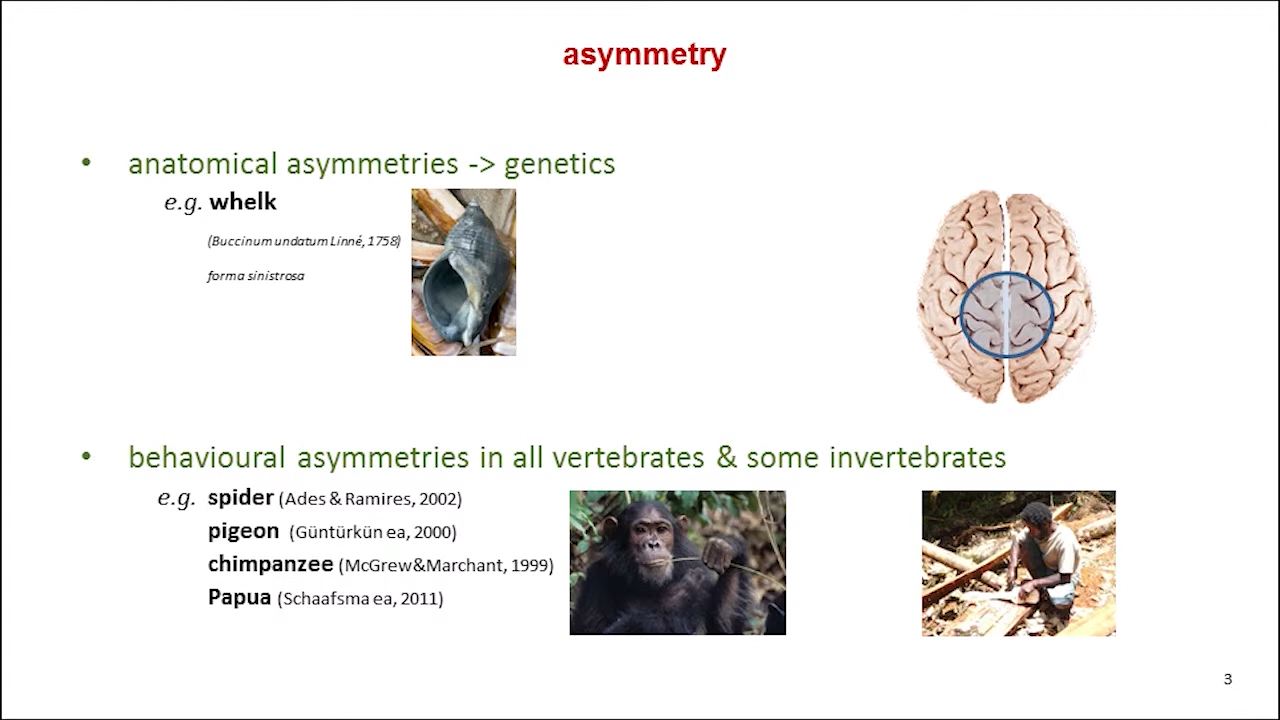 asymmetry
• anatomical asymmetries -> genetics
e.g. whelk
(Buccinum undatum Linné, 1758)
forma sinistrosa
• behavioural asymmetries in all vertebrates & some invertebrates
e.g. spider (Ades & Ramires, 2002)
pigeon (Güntürkün ea, 2000)
chimpanzee (McGrew&Marchant, 1999)
Papua (Schaafsma ea, 2011)
3